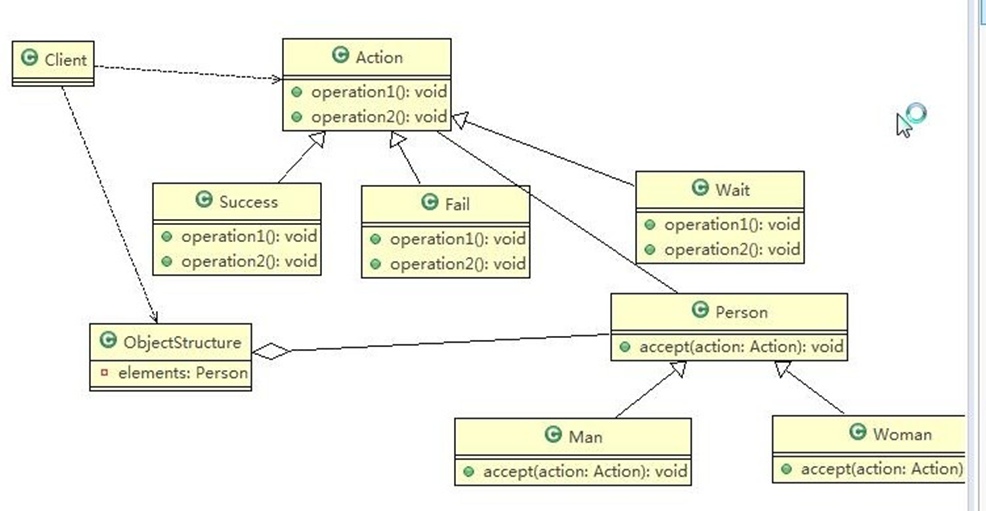 Client
Action
operation1(): void
operation2(): void
Success
operation1(): void
operation2(): void
Fail
operation1(): void
operation2(): void
Wait
operation1(): void
operation2(): void
ObjectStructure
elements: Person
Person
accept(action: Action): void
Man
accept(action: Action): void
Woman
accept(action: Action)